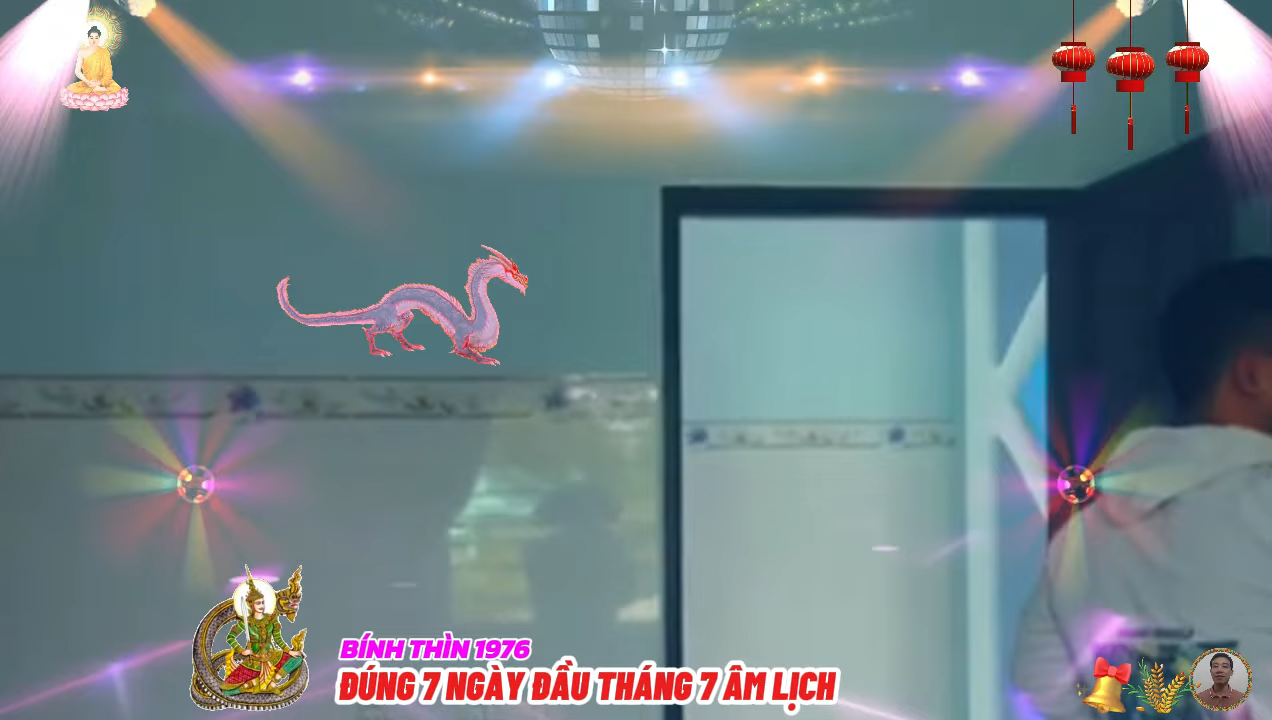 BÍNH THÌN 1976
ĐÚNG 7 NGÀY ĐẦU THÁNG 7 ÂM LỊCH